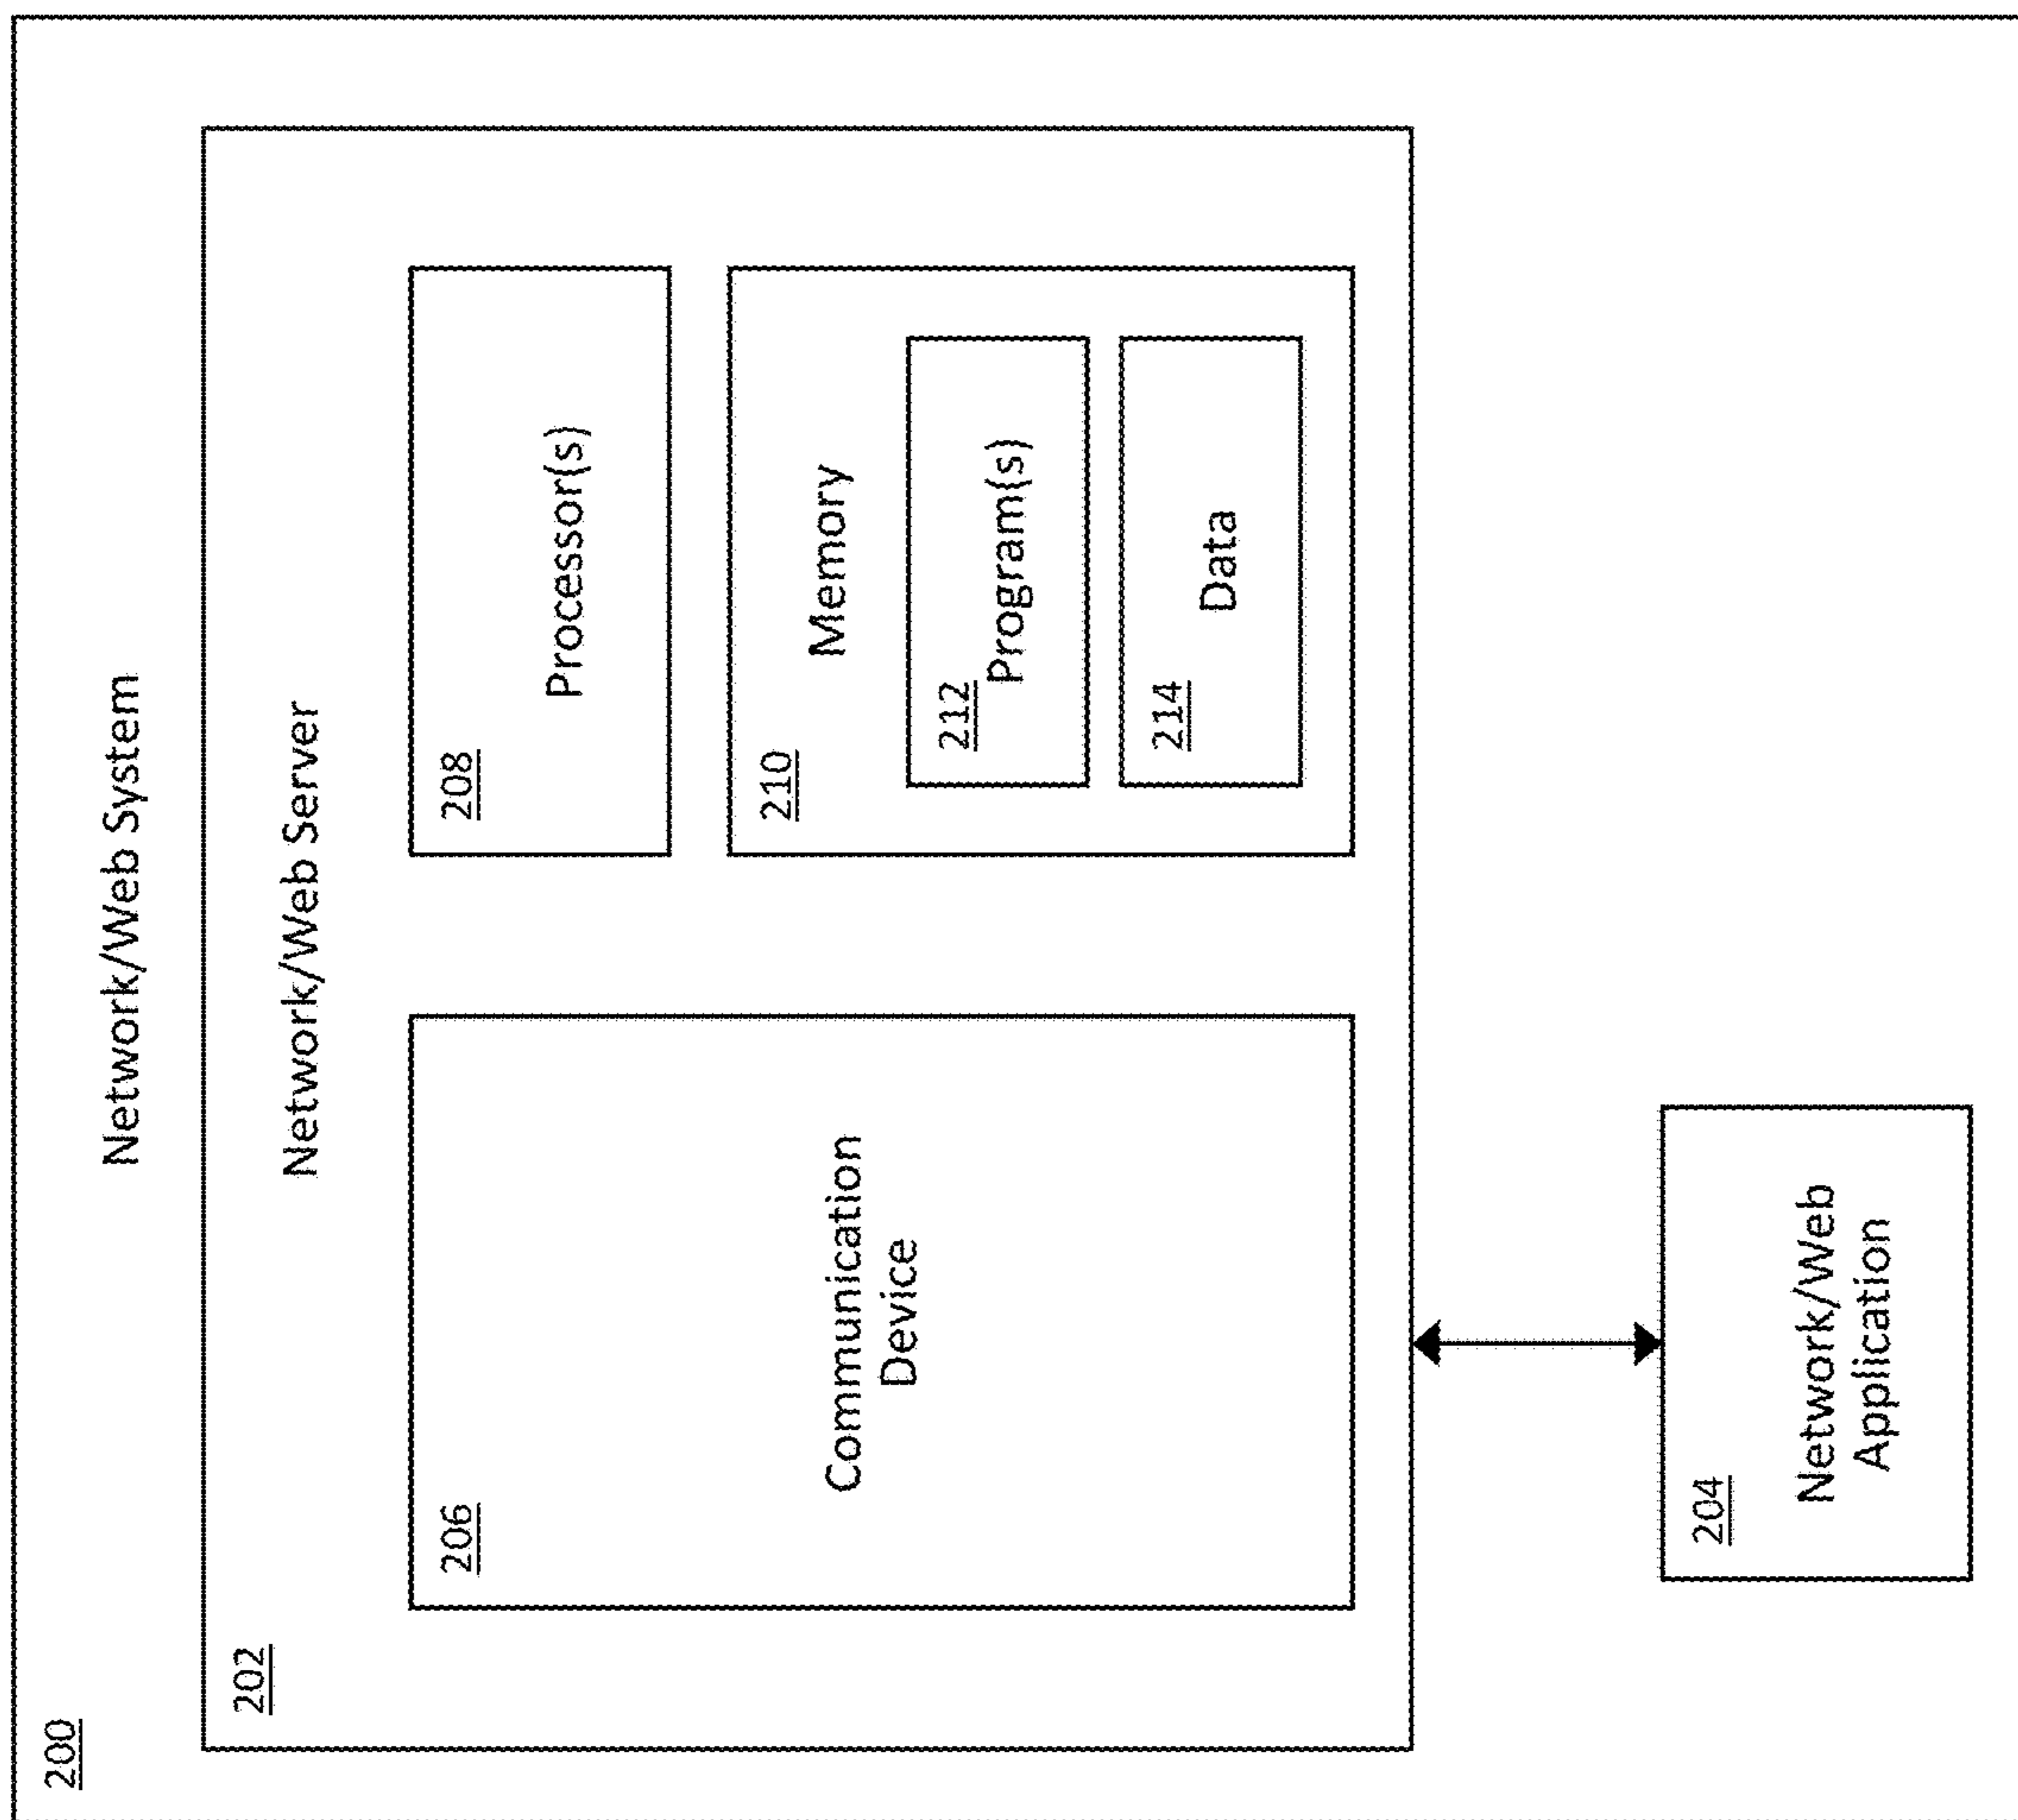 200
Network/Web System
202
Network/Web Server
206
Communication
Device
208
Processor(s)
210
Memory
212
Program(s)
214
Data
204
Network/Web
Application